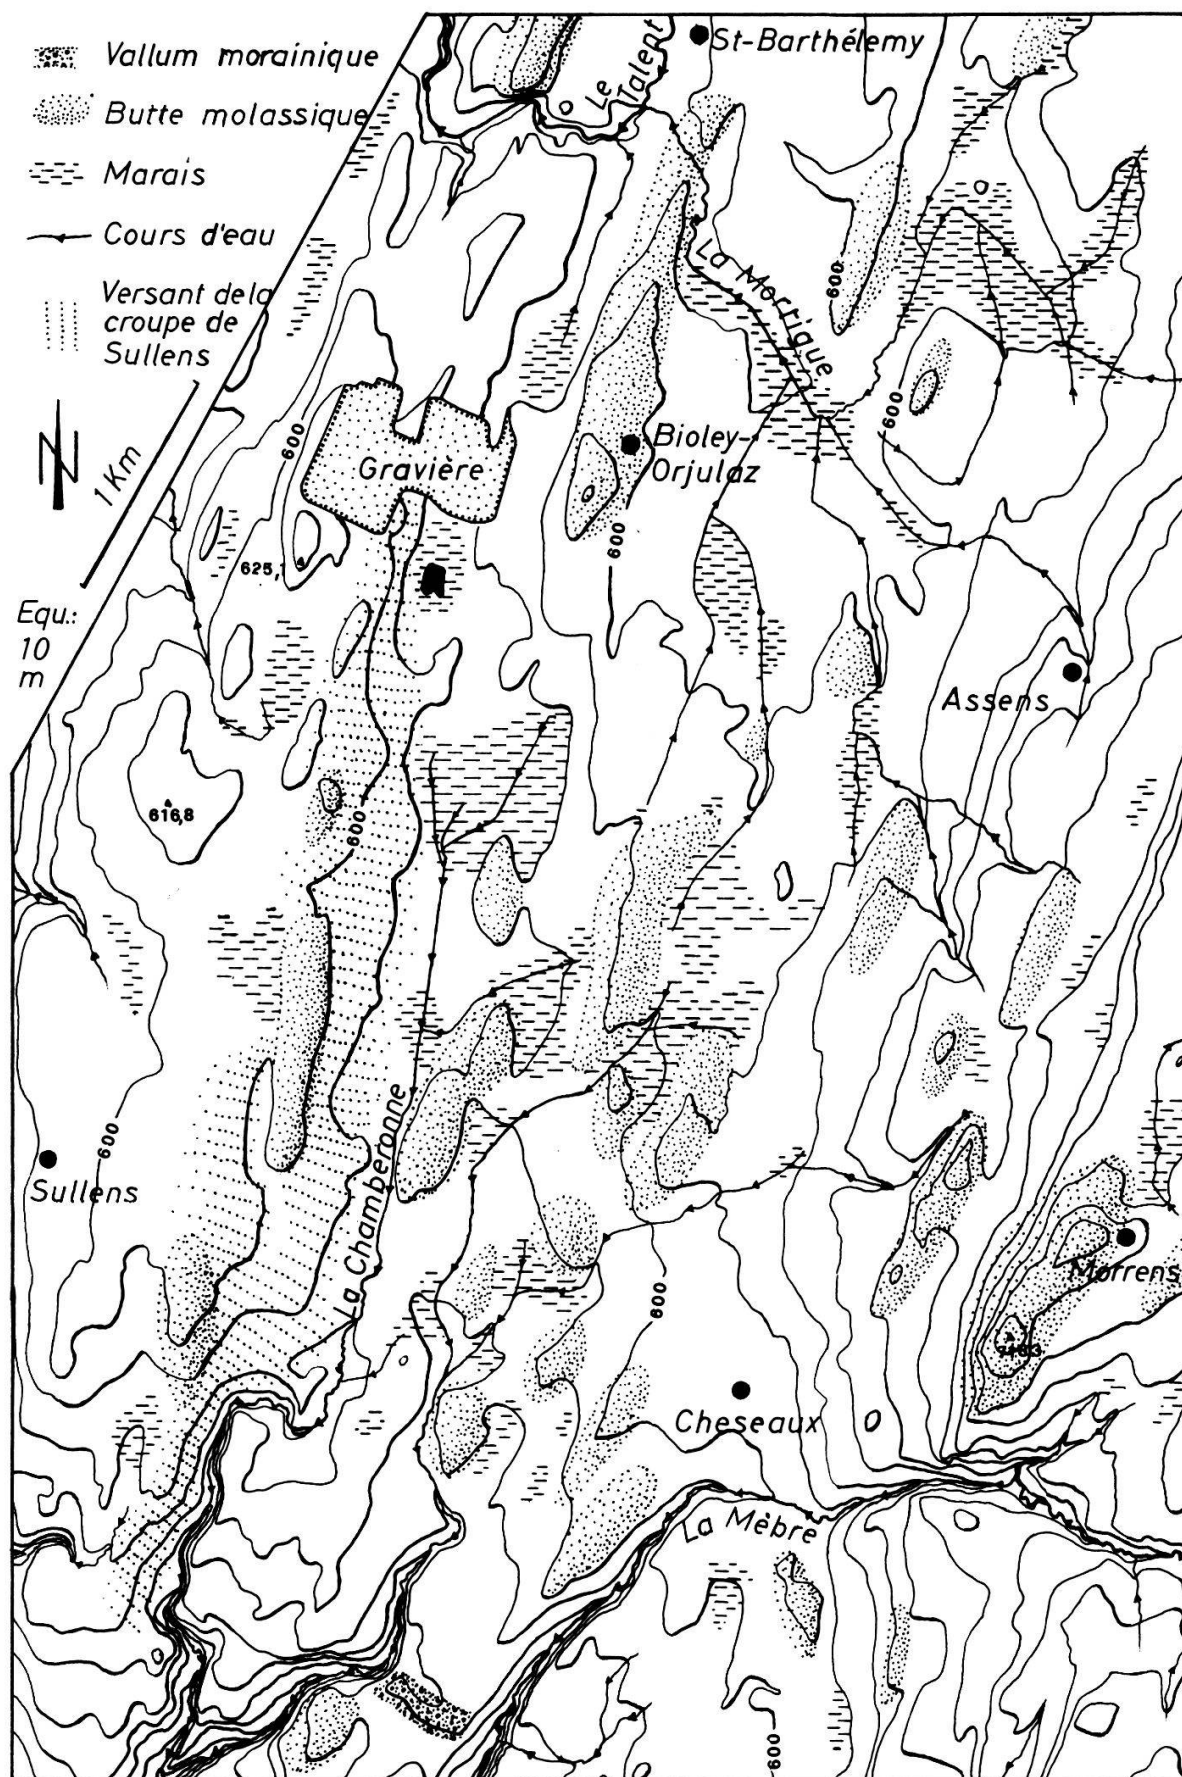 Vallum morainique
Butte molassique
Marais
Cours d'eau
Versant de la
croupe de
Sullens
N
1 Km
Equ.:
10
m
St-Barthélemy
Le
Talent
La Mortigue
600
600
600
600
Bioley-
Orjulaz
Gravière
625,1
600
Assens
616,8
600
600
Sullens
La Chamberonne
Morrens
600
Cheseaux
La Mèbre
600